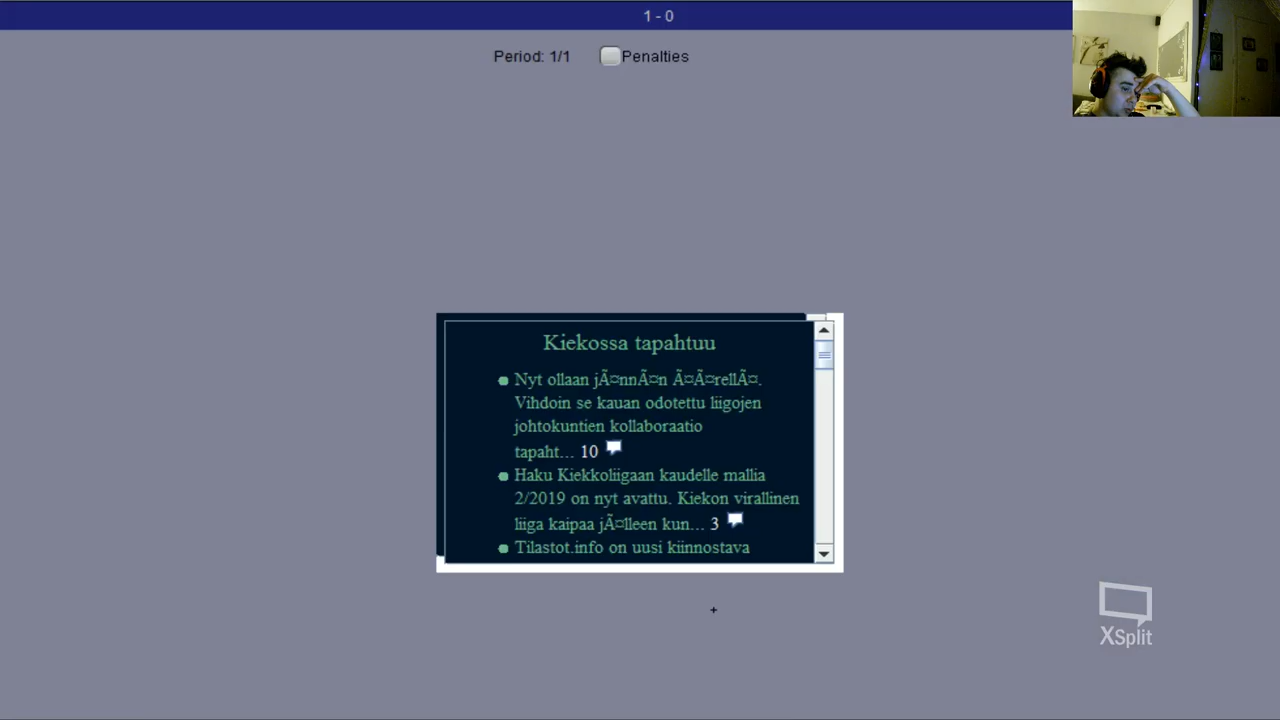 1 - 0
Period: 1/1
Penalties
Kiekossa tapahtuu
Nyt ollaan jÃ¤nnÃ¤n Ã¤Ã¤rellÃ¤.
Vihdoin se kauan odotettu liigojen
johtokuntien kollaboraatio
tapaht... 10
Haku Kiekkoliigaan kaudelle mallia
2/2019 on nyt avattu. Kiekon virallinen
liiga kaipaa jÃ¤lleen kun... 3
Tilastot.info on uusi kiinnostava
XSplit